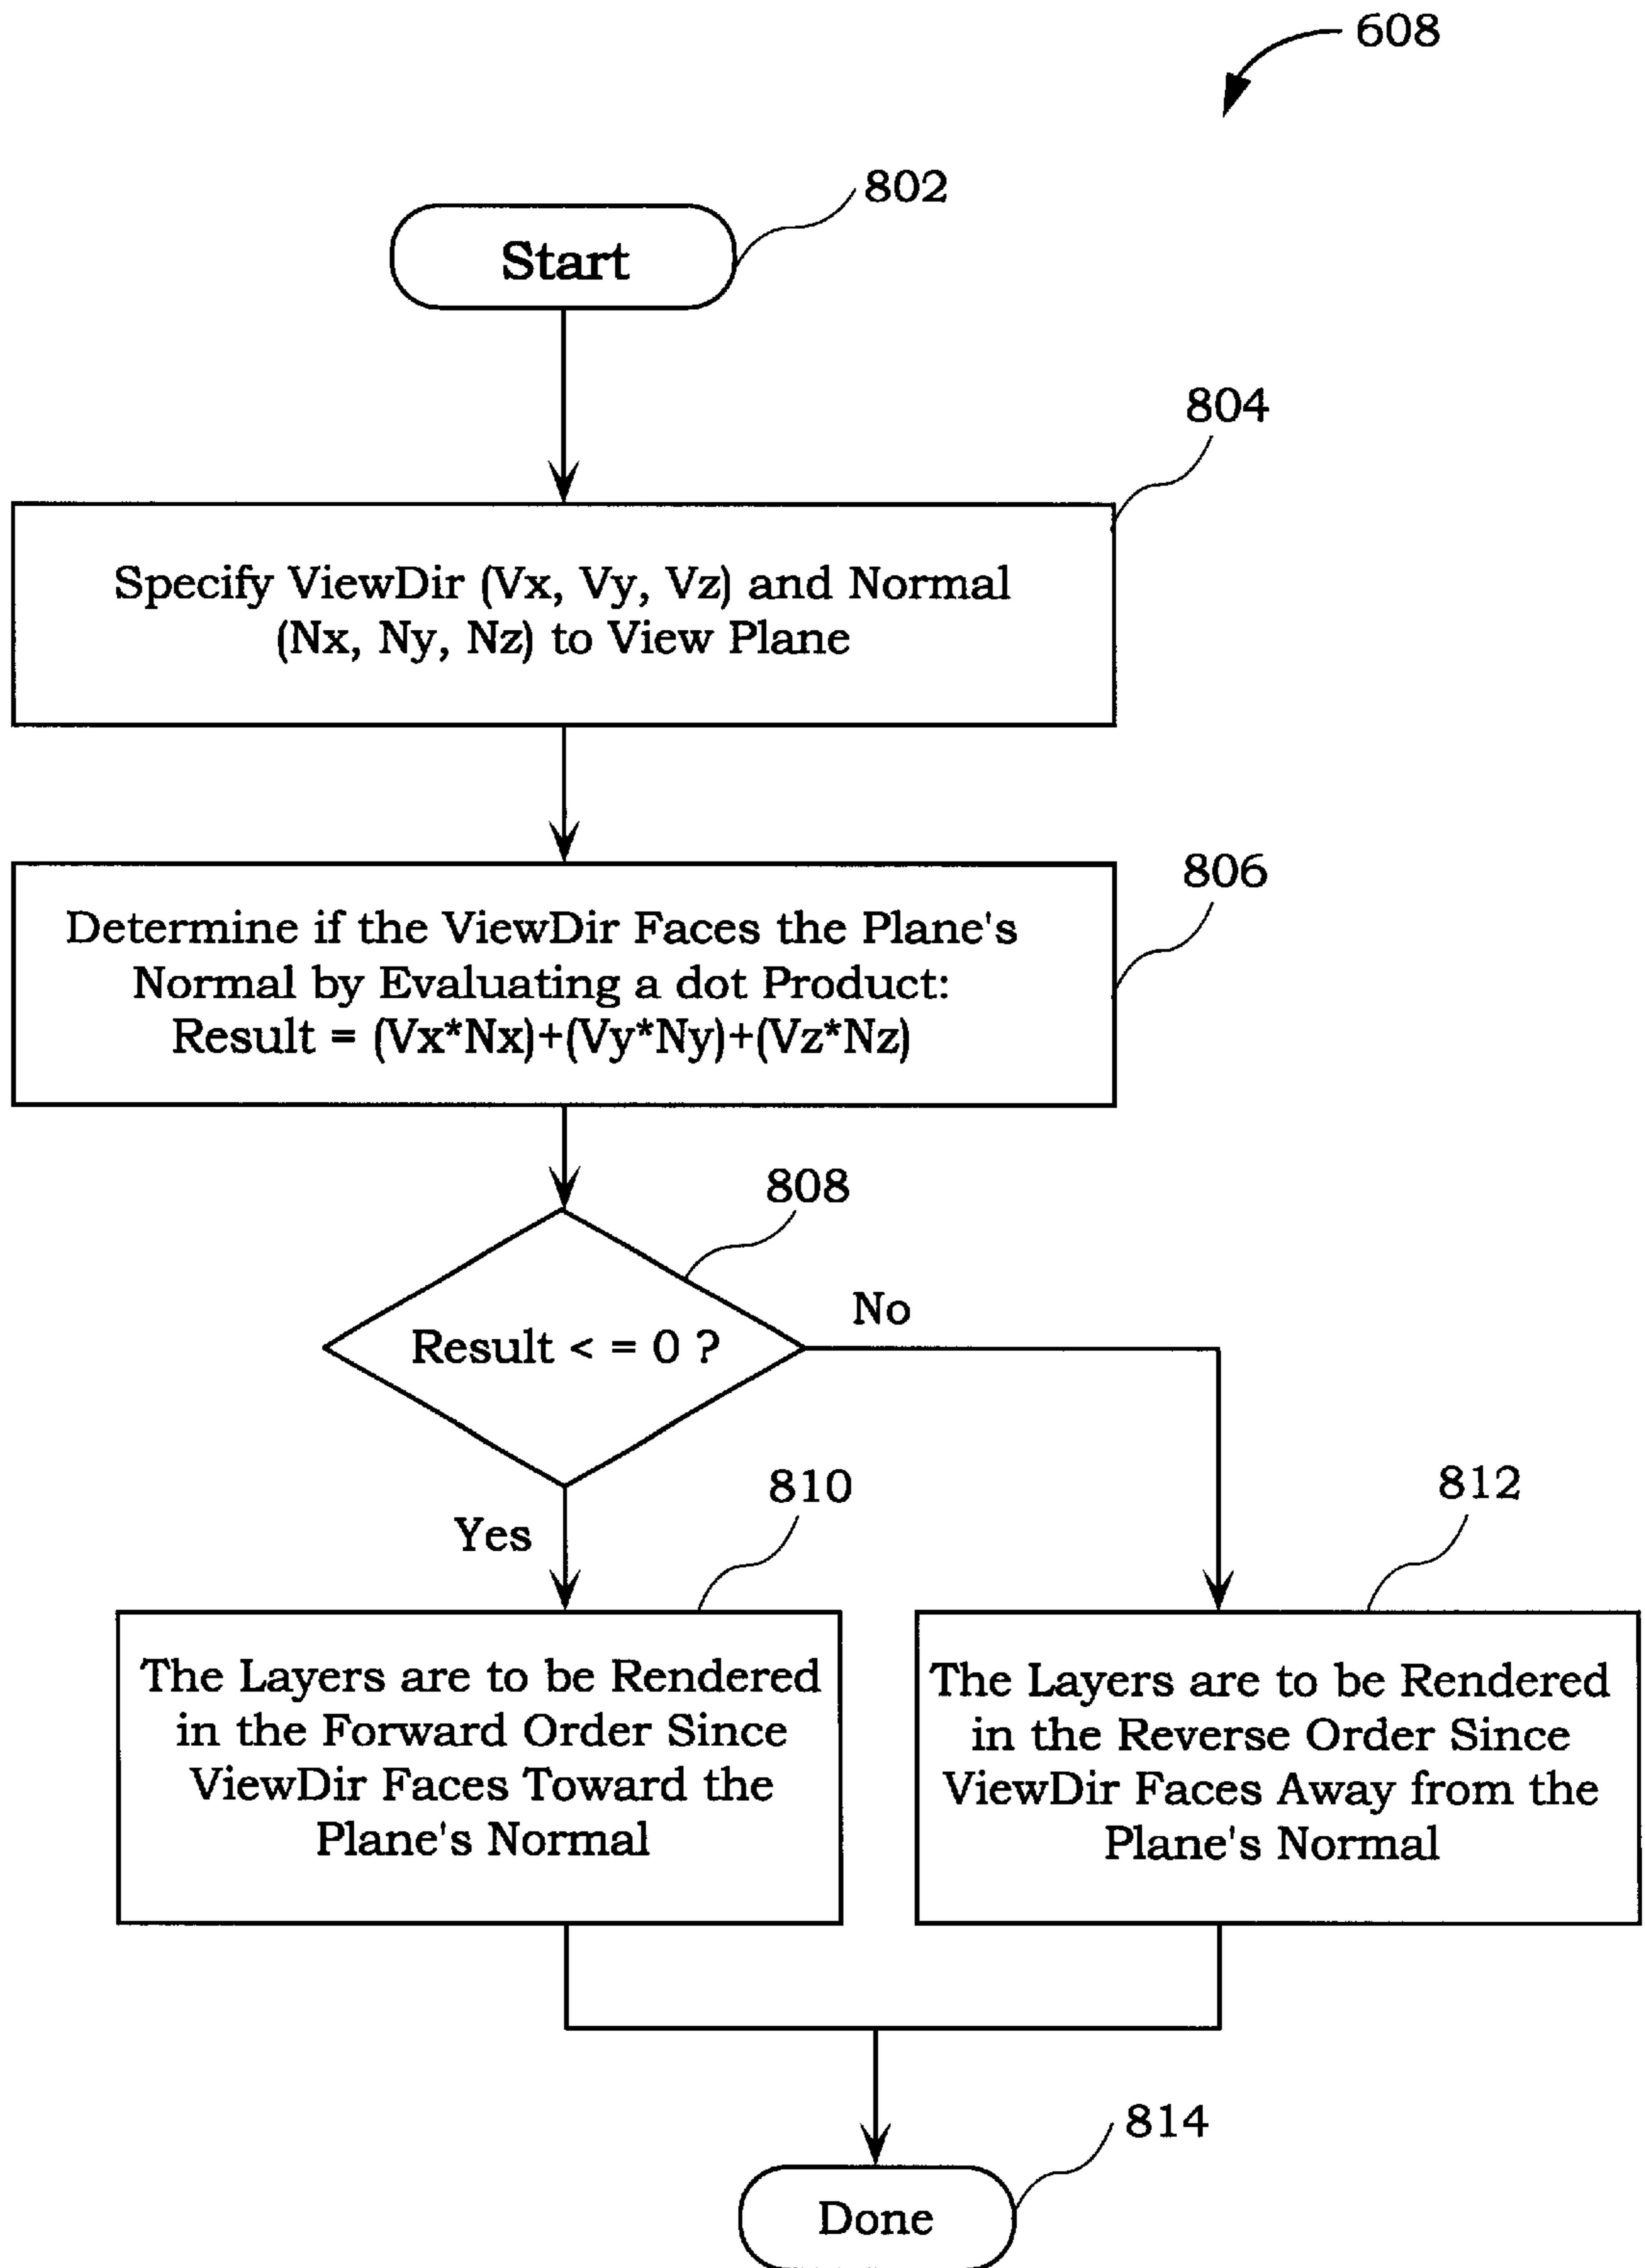 608
802
Start
804
Specify ViewDir (Vx, Vy, Vz) and Normal
(Nx, Ny, Nz) to View Plane
806
Determine if the ViewDir Faces the Plane's
Normal by Evaluating a dot Product:
Result = (Vx*Nx)+(Vy*Ny)+(Vz*Nz)
808
Result < = 0 ?
No
Yes
810
The Layers are to be Rendered
in the Forward Order Since
ViewDir Faces Toward the
Plane's Normal
812
The Layers are to be Rendered
in the Reverse Order Since
ViewDir Faces Away from the
Plane's Normal
814
Done